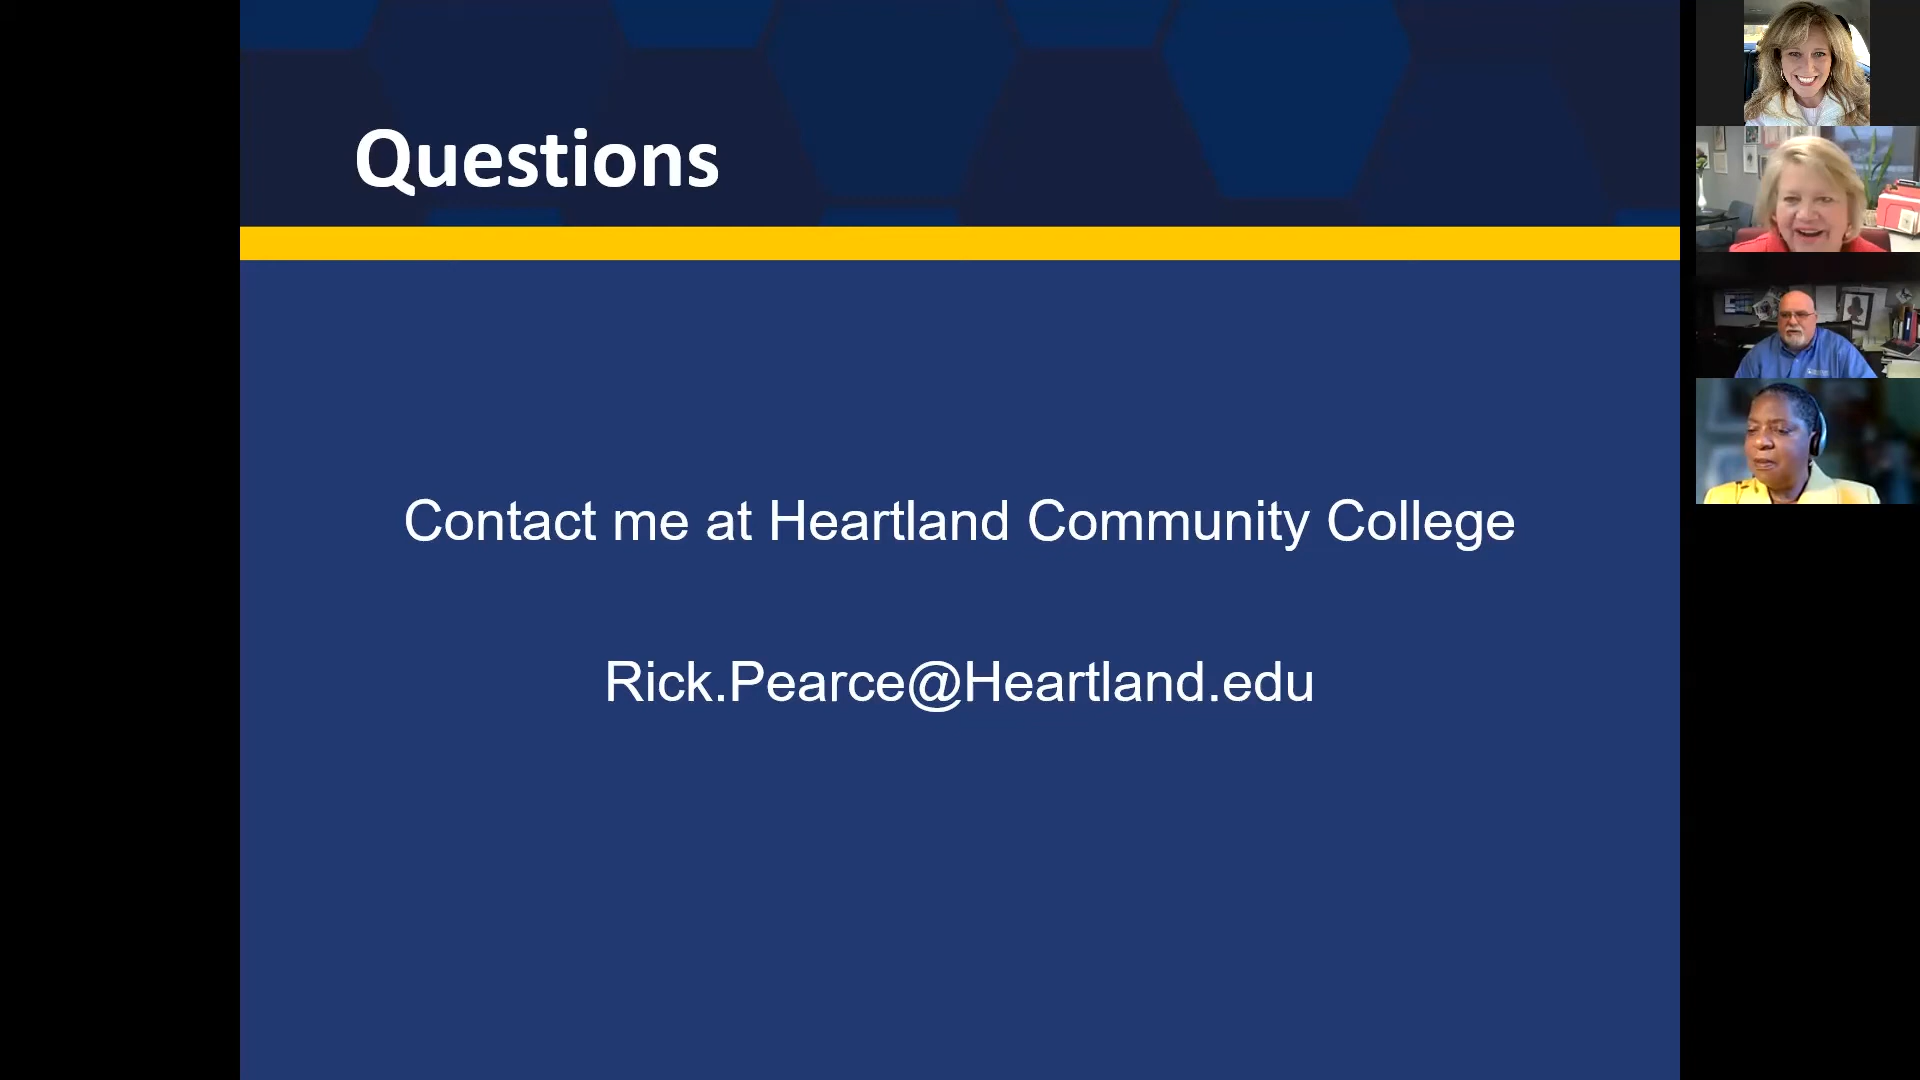 Questions
Contact me at Heartland Community College
Rick.Pearce@Heartland.edu